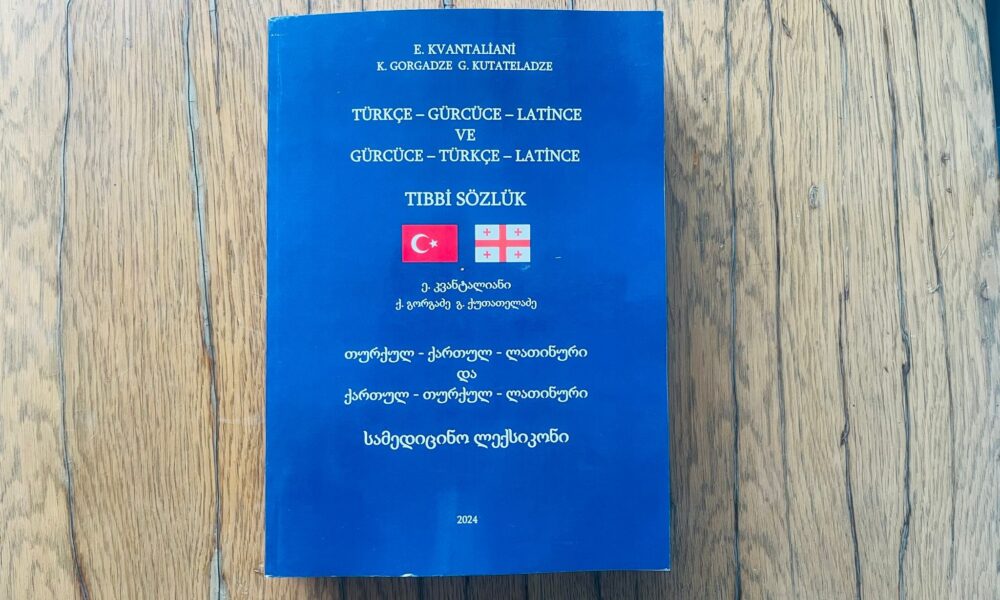 E. KVANTALİANİ
K. GORGADZE G. KUTATELADZE
TÜRKÇE – GÜRCÜCE – LATİNCE
VE
GÜRCÜCE – TÜRKÇE – LATİNCE
TIBBİ SÖZLÜK
ე. კვანტალიანი
ქ. გორგაძე გ. ქუთათელაძე
თურქულ - ქართულ - ლათინური
და
ქართულ - თურქულ - ლათინური
სამედიცინო ლექსიკონი
2024